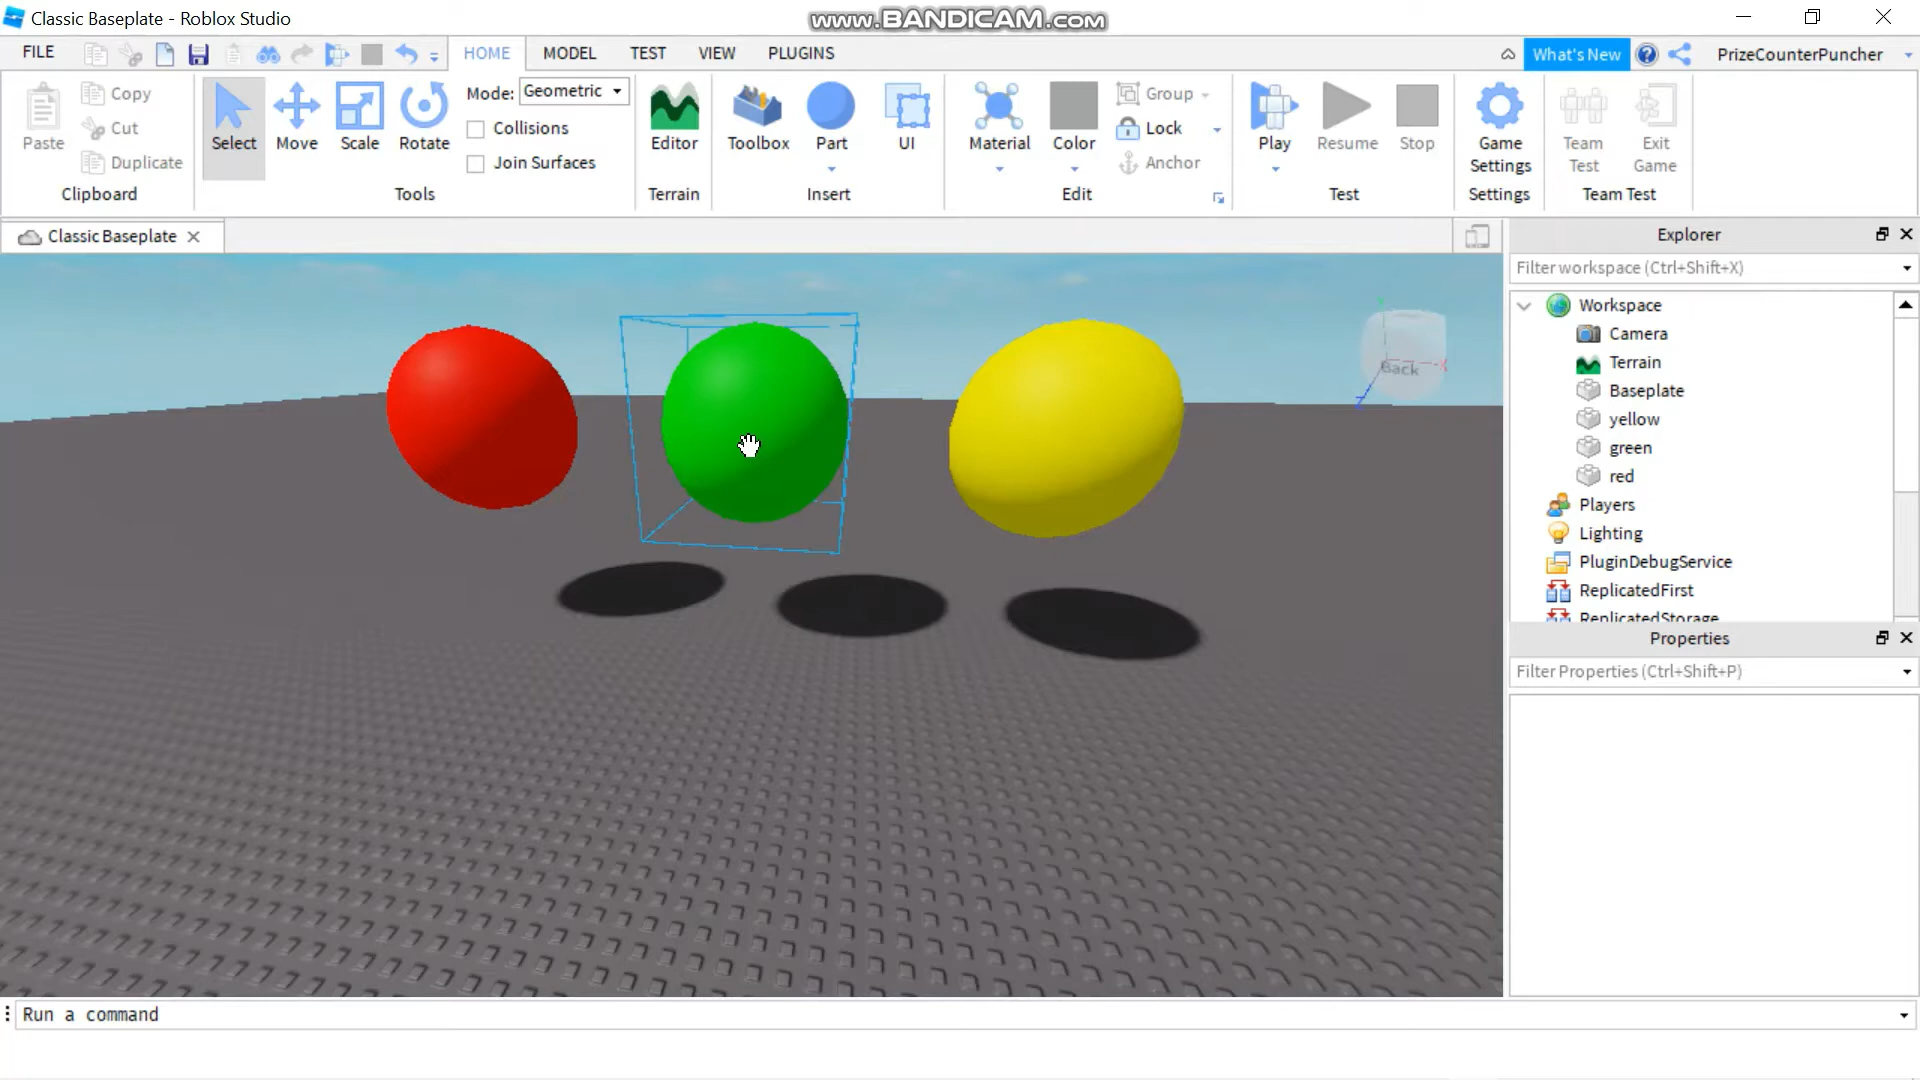 Classic Baseplate - Roblox Studio
www.BANDICAM.com
FILE
HOME
MODEL
TEST
VIEW
PLUGINS
What's New
PrizeCounterPuncher
Paste
Copy
Cut
Duplicate
Clipboard
Select
Move
Scale
Rotate
Mode: Geometric
Collisions
Join Surfaces
Tools
Editor
Terrain
Toolbox
Part
UI
Insert
Material
Color
Group
Lock
Anchor
Edit
Play
Resume
Stop
Test
Game
Settings
Settings
Team
Test
Exit
Game
Team Test
Classic Baseplate
Back
Explorer
Filter workspace (Ctrl+Shift+X)
Workspace
Camera
Terrain
Baseplate
yellow
green
red
Players
Lighting
PluginDebugService
ReplicatedFirst
ReplicatedStorage
Properties
Filter Properties (Ctrl+Shift+P)
Run a command